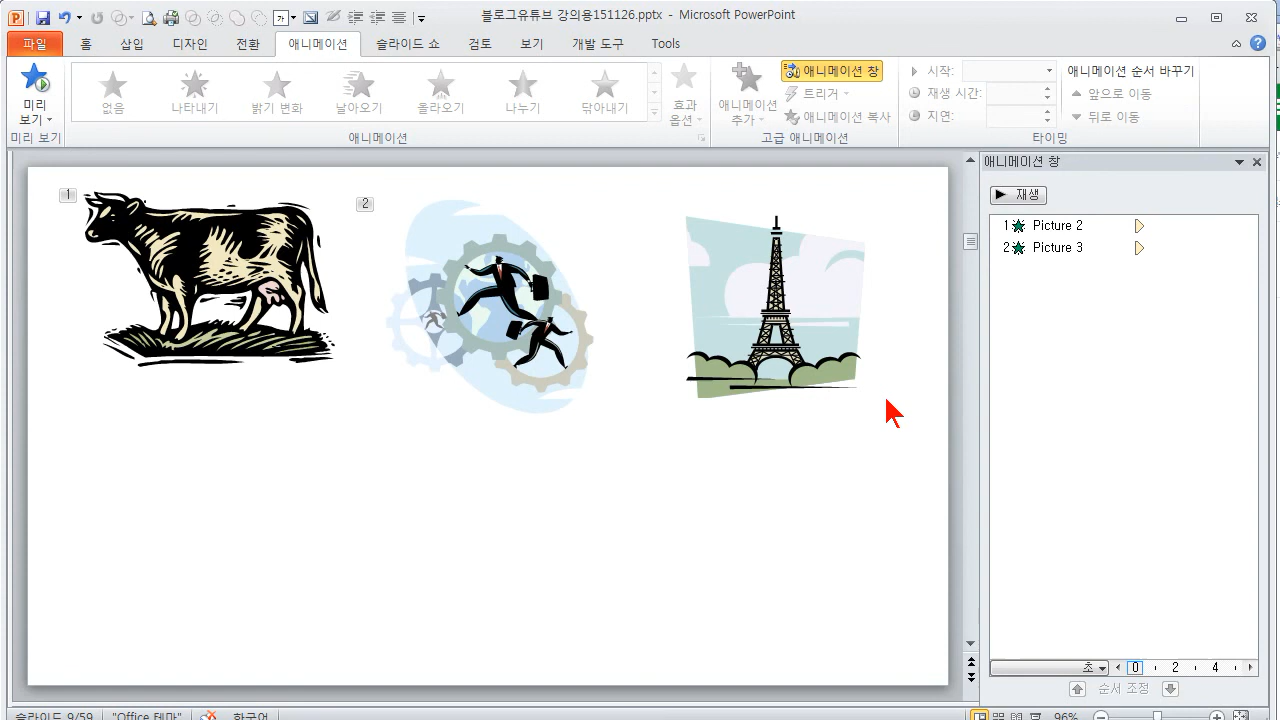 블로그유튜브 강의용151126.pptx - Microsoft PowerPoint
파일 홈 삽입 디자인 전환 애니메이션 슬라이드 쇼 검토 보기 개발 도구 Tools
미리 보기
없음 나타내기 밝기 변화 날아오기 올라오기 나누기 닦아내기
효과 옵션
애니메이션 추가
애니메이션 창
트리거
애니메이션 복사
시작:
재생 시간:
지연:
애니메이션 순서 바꾸기
앞으로 이동
뒤로 이동
미리 보기 애니메이션 고급 애니메이션 타이밍
1
2
애니메이션 창
재생
1 Picture 2
2 Picture 3
초 0 2 4
순서 조정
슬라이드 9/59 "Office 테마" 한국어 96%